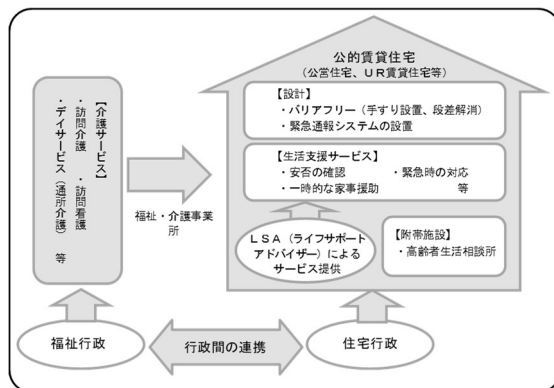 公的賃貸住宅
(公営住宅、UR賃貸住宅等)
【設計】
・バリアフリー(手すり設置、段差解消)
・緊急通報システムの設置
【生活支援サービス】
・安否の確認 ・緊急時の対応
・一時的な家事援助 等
LSA(ライフサポート
アドバイザー)による
サービス提供
【附帯施設】
・高齢者生活相談所
【介護サービス】
・訪問介護 ・訪問看護
・デイサービス(通所介護) 等
福祉・介護事業
所
福祉行政
行政間の連携
住宅行政